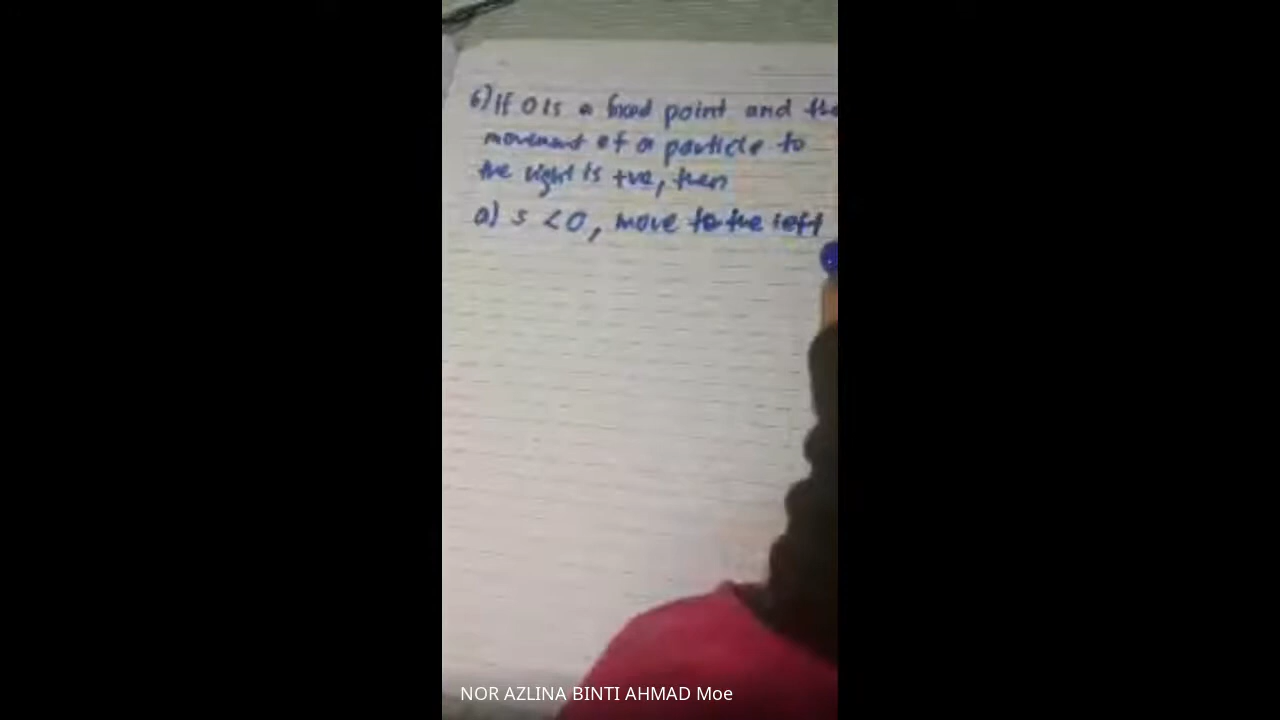 6) If O is a fixed point and the
movement of a particle to
the right is +ve, then
a) s < 0, move to the left
NOR AZLINA BINTI AHMAD Moe